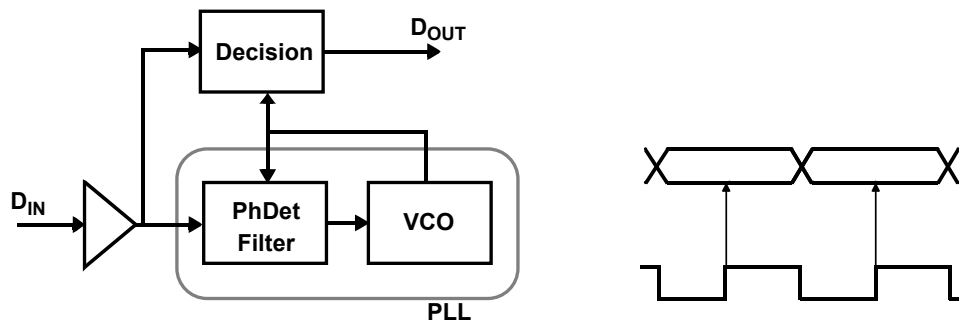 D_OUT
Decision
D_IN
PhDet
Filter
VCO
PLL